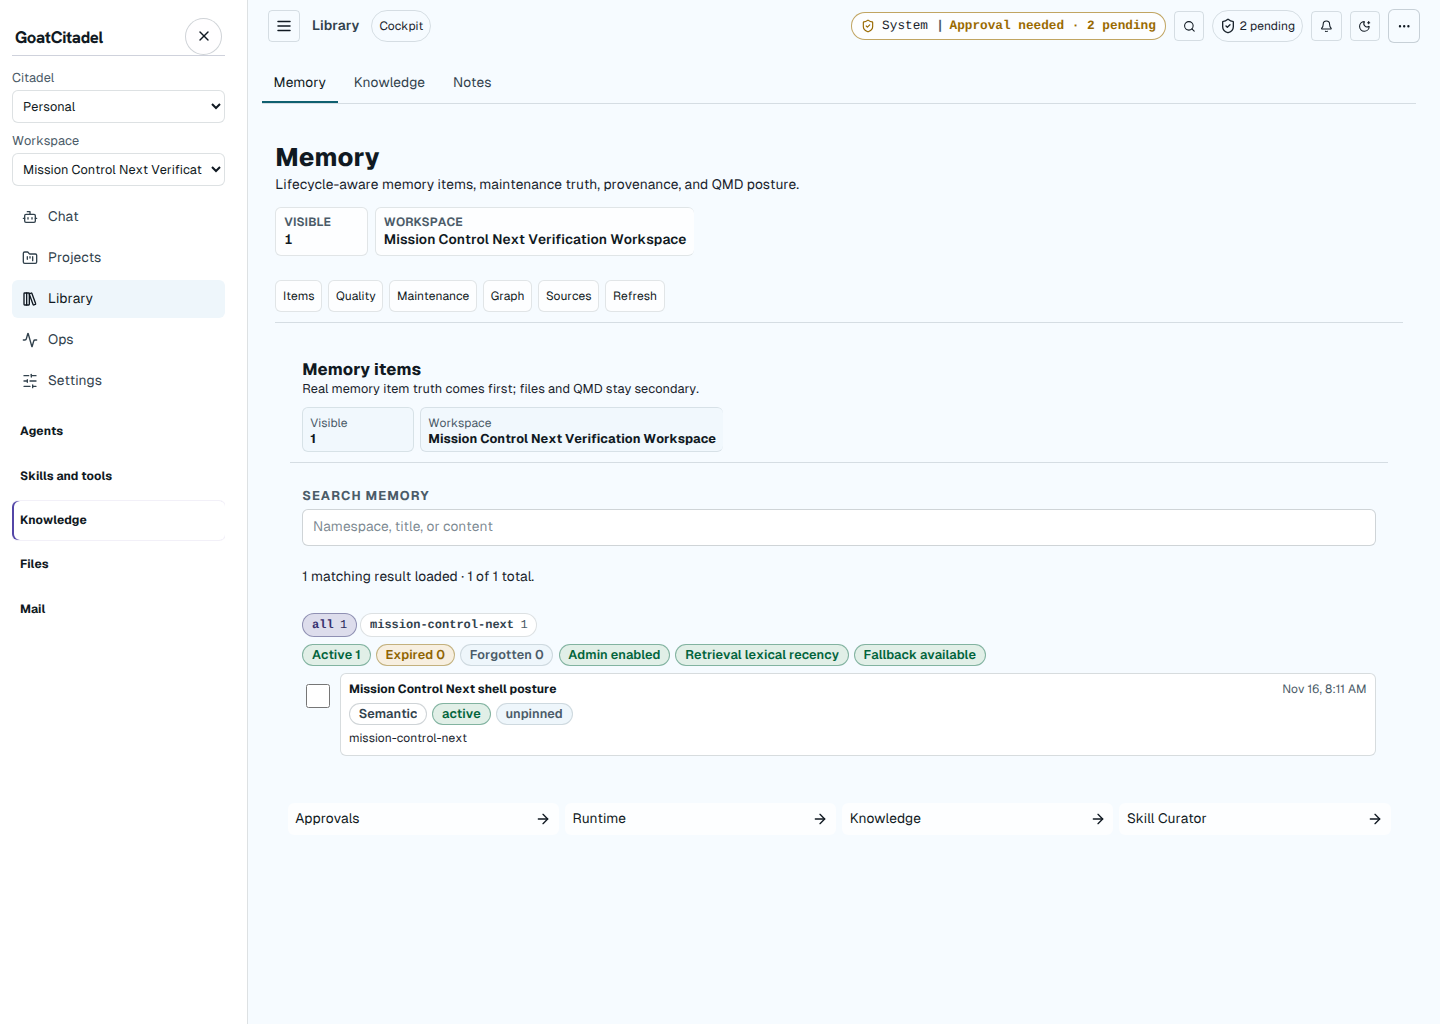 GoatCitadel
Citadel
Personal
Workspace
Mission Control Next Verificat
Chat
Projects
Library
Ops
Settings
Agents
Skills and tools
Knowledge
Files
Mail
Library
Cockpit
System | Approval needed · 2 pending
2 pending
Memory Knowledge Notes
Memory
Lifecycle-aware memory items, maintenance truth, provenance, and QMD posture.
VISIBLE
1
WORKSPACE
Mission Control Next Verification Workspace
Items Quality Maintenance Graph Sources Refresh
Memory items
Real memory item truth comes first; files and QMD stay secondary.
Visible
1
Workspace
Mission Control Next Verification Workspace
SEARCH MEMORY
Namespace, title, or content
1 matching result loaded · 1 of 1 total.
all 1 mission-control-next 1
Active 1 Expired 0 Forgotten 0 Admin enabled Retrieval lexical recency Fallback available
Mission Control Next shell posture Nov 16, 8:11 AM
Semantic active unpinned
mission-control-next
Approvals Runtime Knowledge Skill Curator